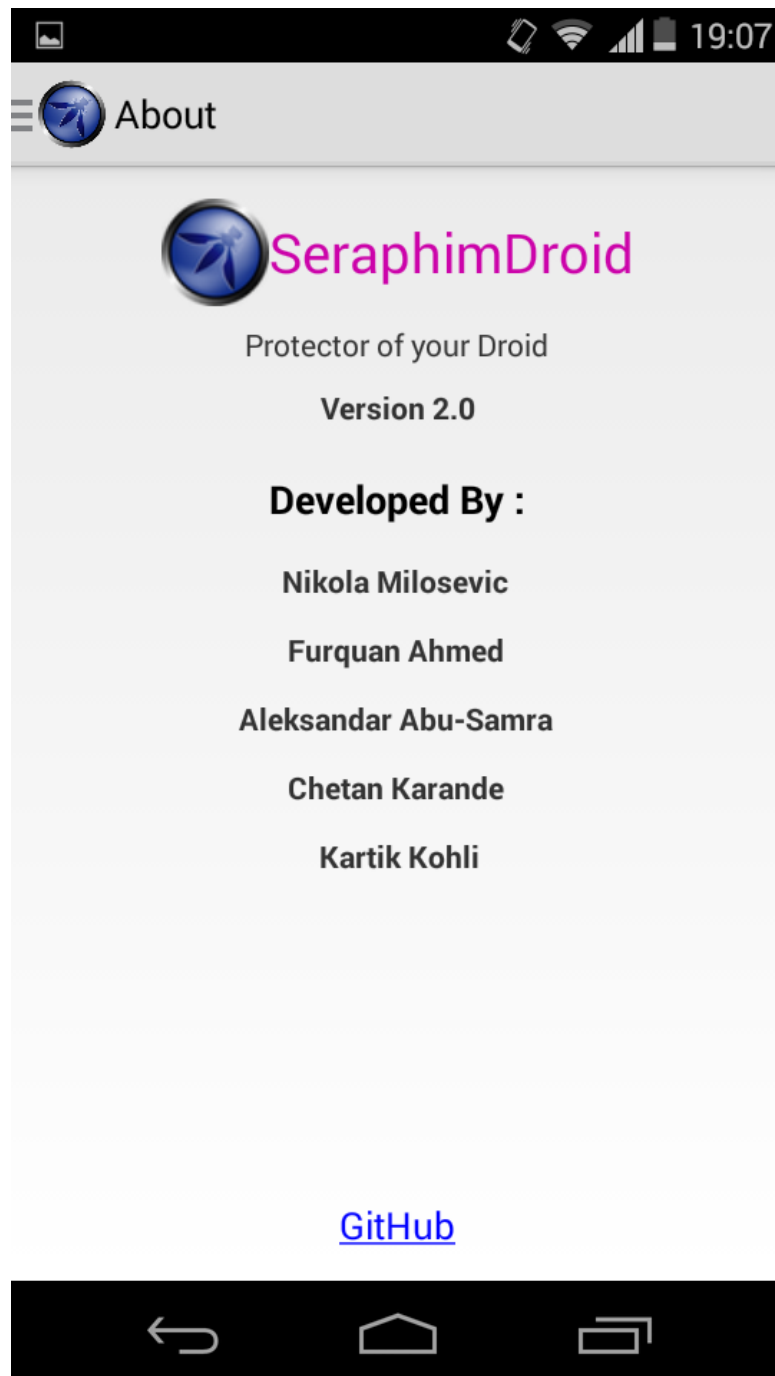 19:07
About
SeraphimDroid
Protector of your Droid
Version 2.0
Developed By :
Nikola Milosevic
Furquan Ahmed
Aleksandar Abu-Samra
Chetan Karande
Kartik Kohli
GitHub